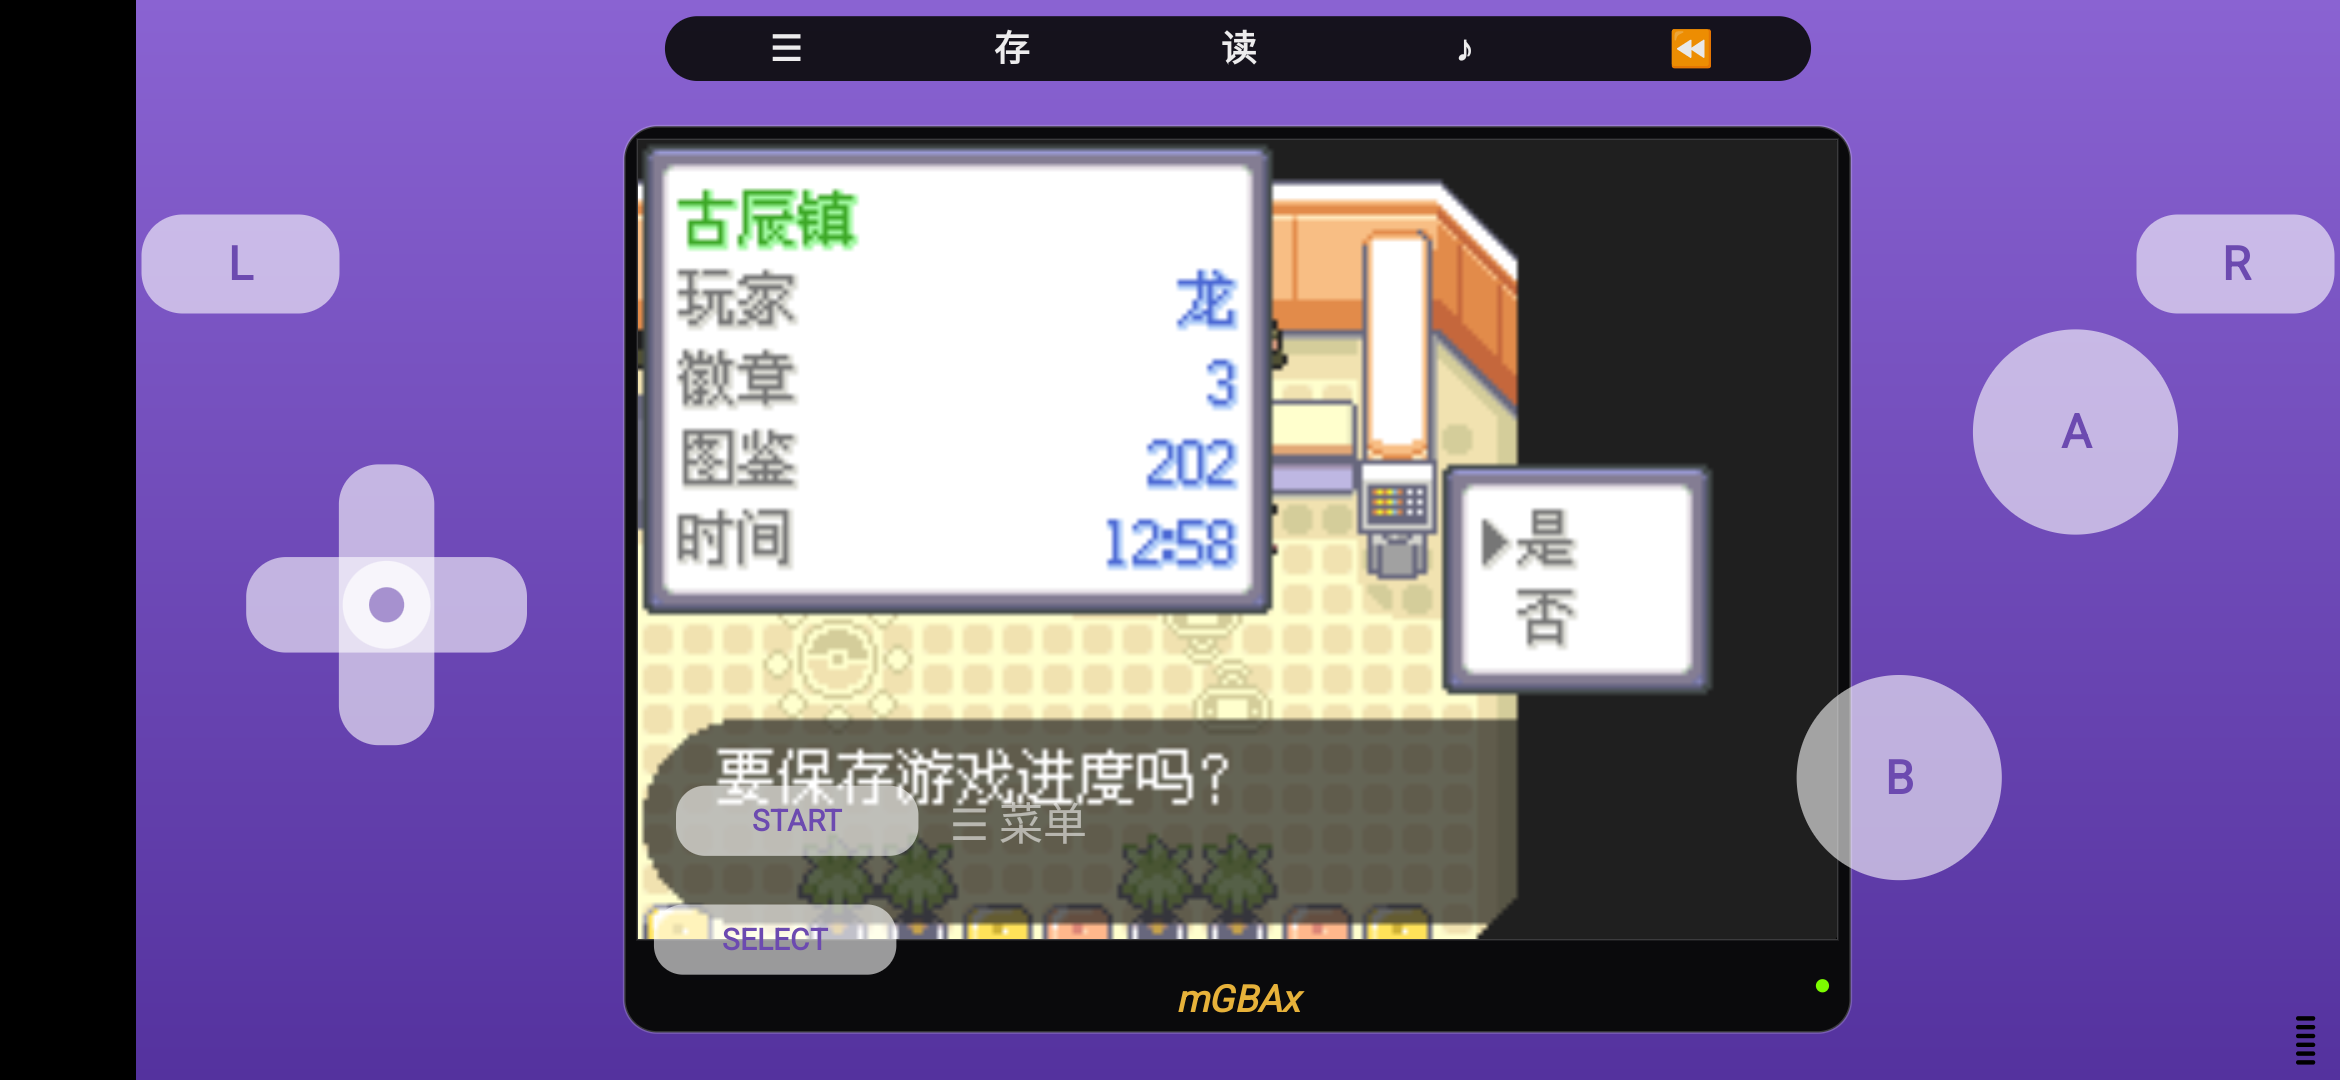 ☰ 存 读 ♪ ⏪
L
R
古辰镇
玩家 龙
徽章 3
图鉴 202
时间 12:58
A
是
否
要保存游戏进度吗?
B
START
☰ 菜单
SELECT
mGBAx